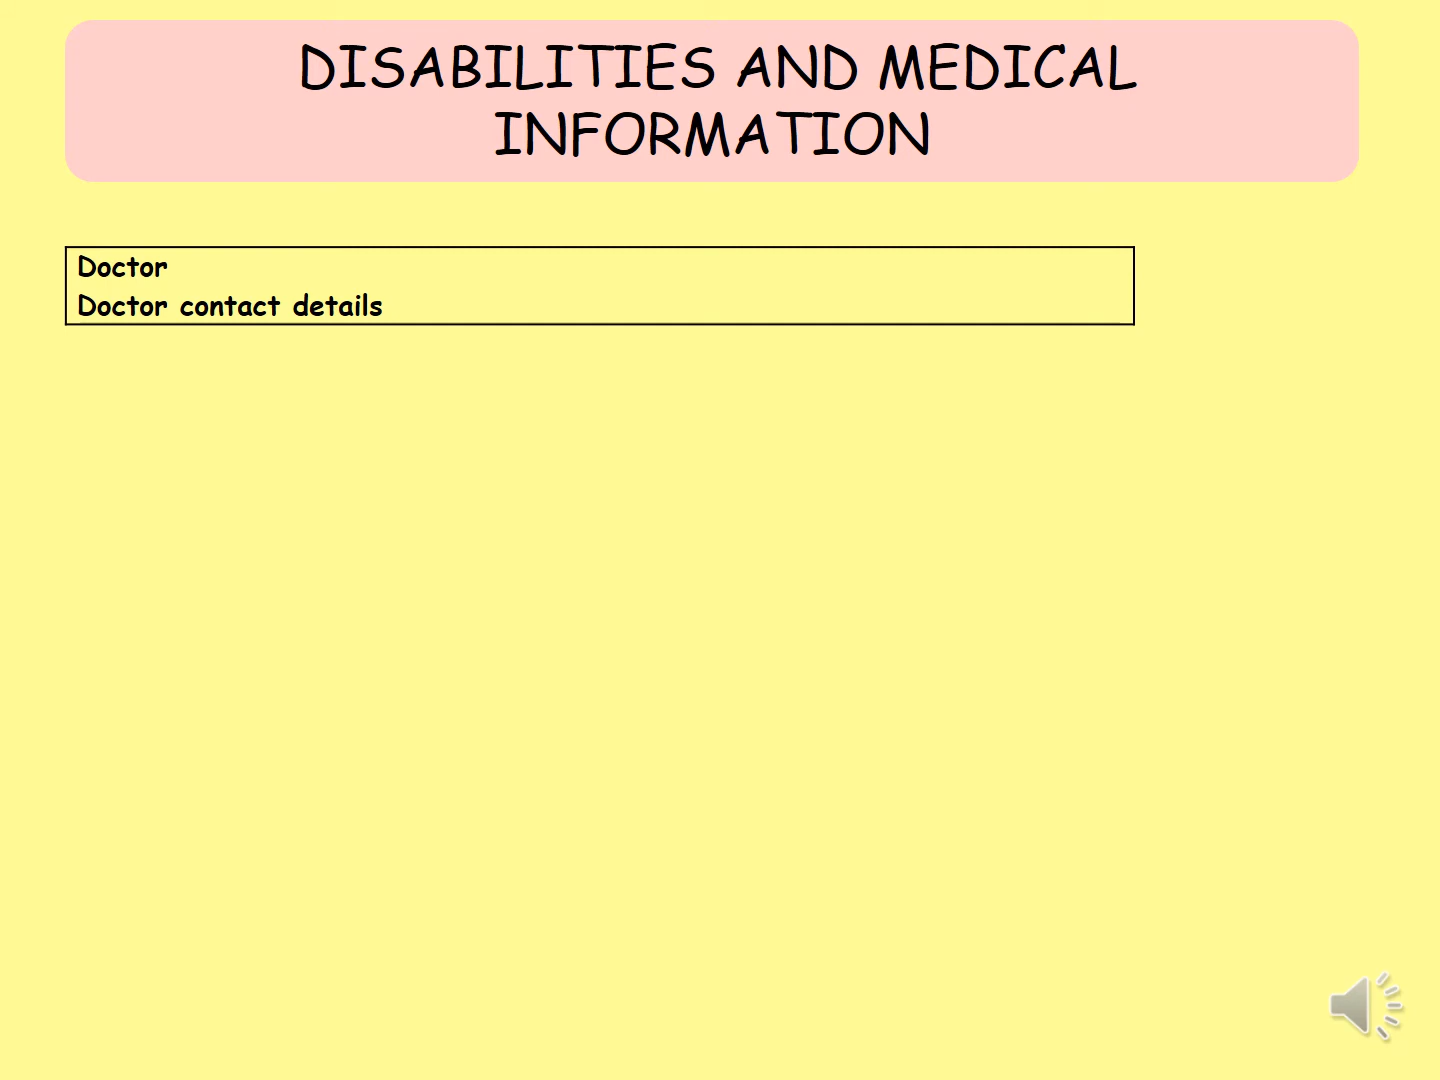 DISABILITIES AND MEDICAL
INFORMATION
Doctor
Doctor contact details